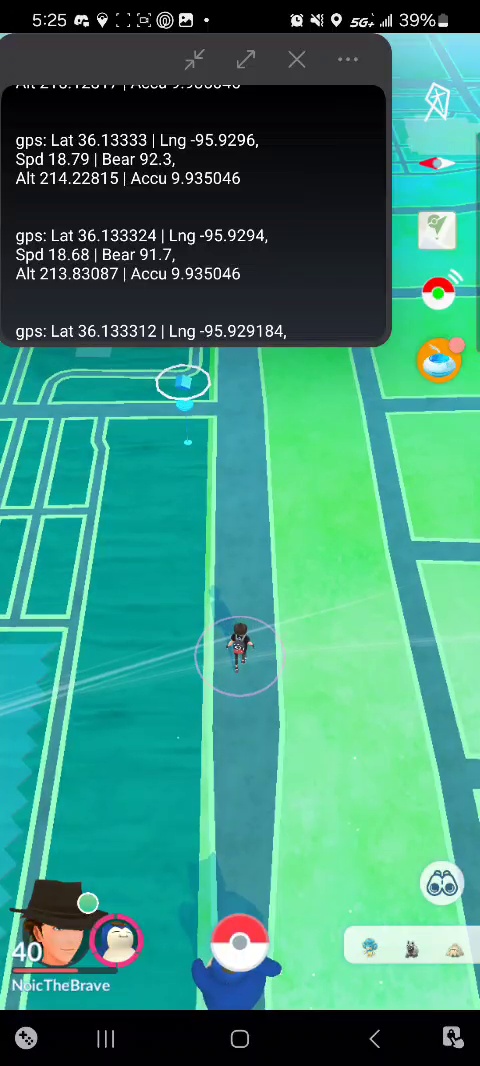 5:25
5G+
39%
gps: Lat 36.13333 | Lng -95.9296,
Spd 18.79 | Bear 92.3,
Alt 214.22815 | Accu 9.935046
gps: Lat 36.133324 | Lng -95.9294,
Spd 18.68 | Bear 91.7,
Alt 213.83087 | Accu 9.935046
gps: Lat 36.133312 | Lng -95.929184,
40
NoicTheBrave